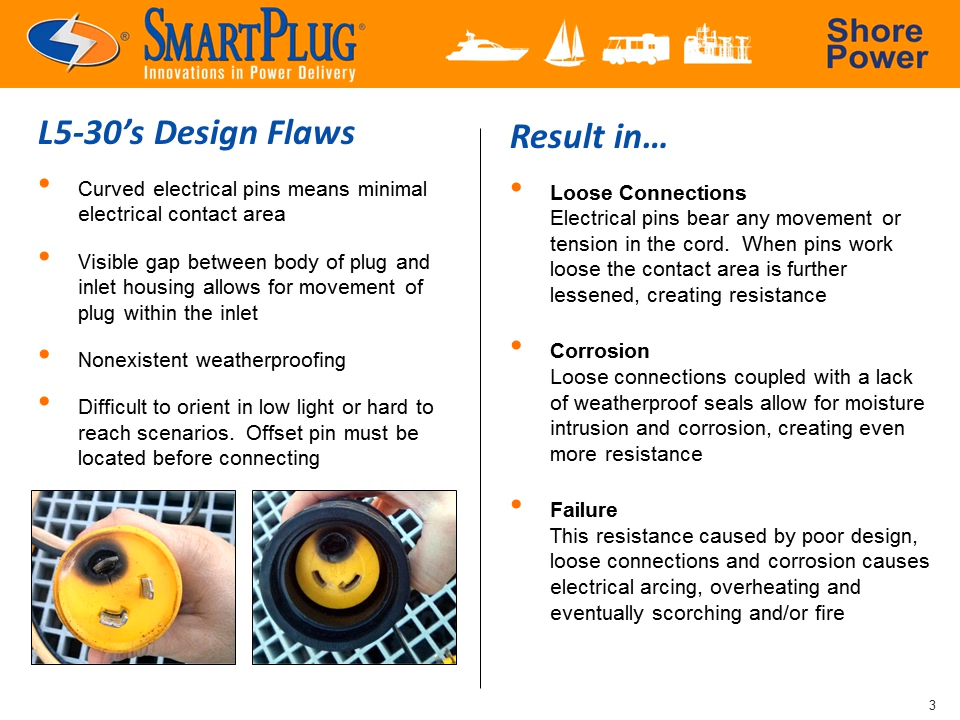 SMARTPLUG®
Innovations in Power Delivery
®
Shore
Power
L5-30’s Design Flaws
• Curved electrical pins means minimal
electrical contact area
• Visible gap between body of plug and
inlet housing allows for movement of
plug within the inlet
• Nonexistent weatherproofing
• Difficult to orient in low light or hard to
reach scenarios.  Offset pin must be
located before connecting
Result in…
• Loose Connections
Electrical pins bear any movement or
tension in the cord.  When pins work
loose the contact area is further
lessened, creating resistance
• Corrosion
Loose connections coupled with a lack
of weatherproof seals allow for moisture
intrusion and corrosion, creating even
more resistance
• Failure
This resistance caused by poor design,
loose connections and corrosion causes
electrical arcing, overheating and
eventually scorching and/or fire
3